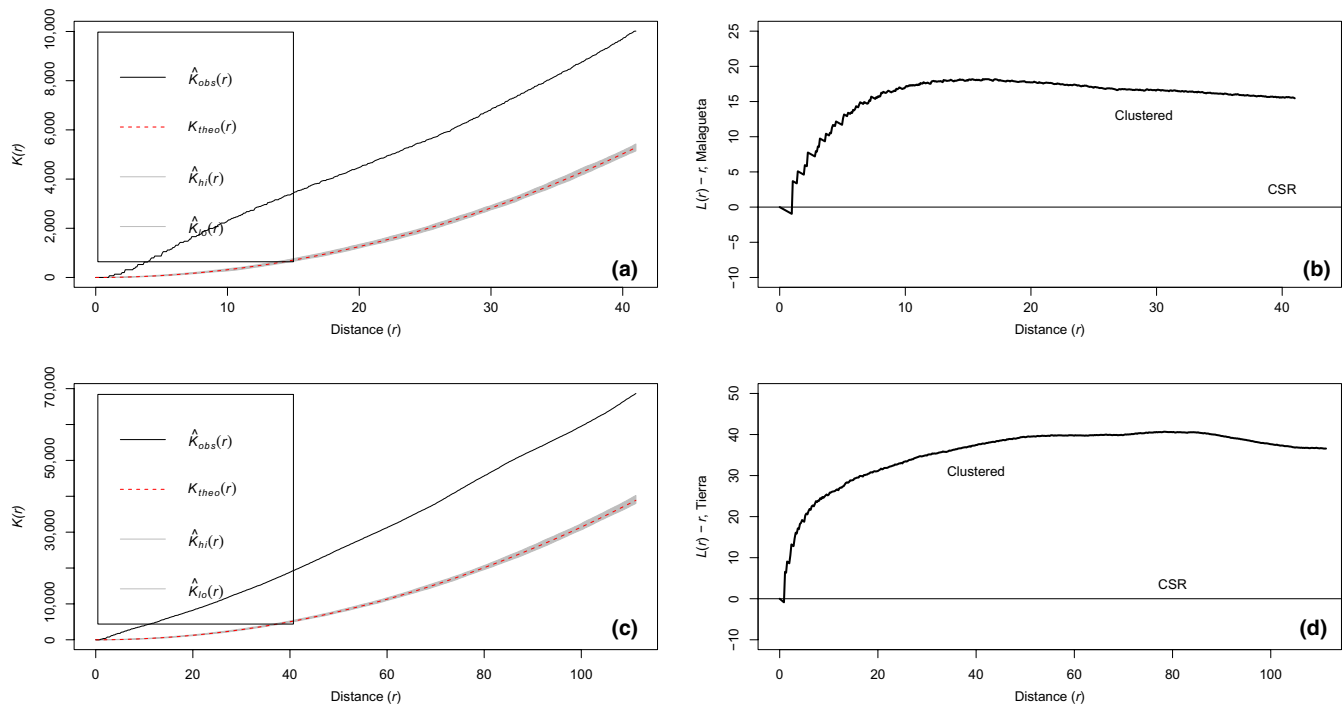 10,000
8,000
6,000
4,000
2,000
0
K(r)
K̂obs(r)
Ktheo(r)
K̂hi(r)
K̂lo(r)
(a)
0 10 20 30 40
Distance (r)
25
20
15
10
5
0
−5
−10
L(r) − r, Malagueta
Clustered
CSR
(b)
0 10 20 30 40
Distance (r)
70,000
50,000
30,000
10,000
0
K(r)
K̂obs(r)
Ktheo(r)
K̂hi(r)
K̂lo(r)
(c)
0 20 40 60 80 100
Distance (r)
50
40
30
20
10
0
−10
L(r) − r, Tierra
Clustered
CSR
(d)
0 20 40 60 80 100
Distance (r)